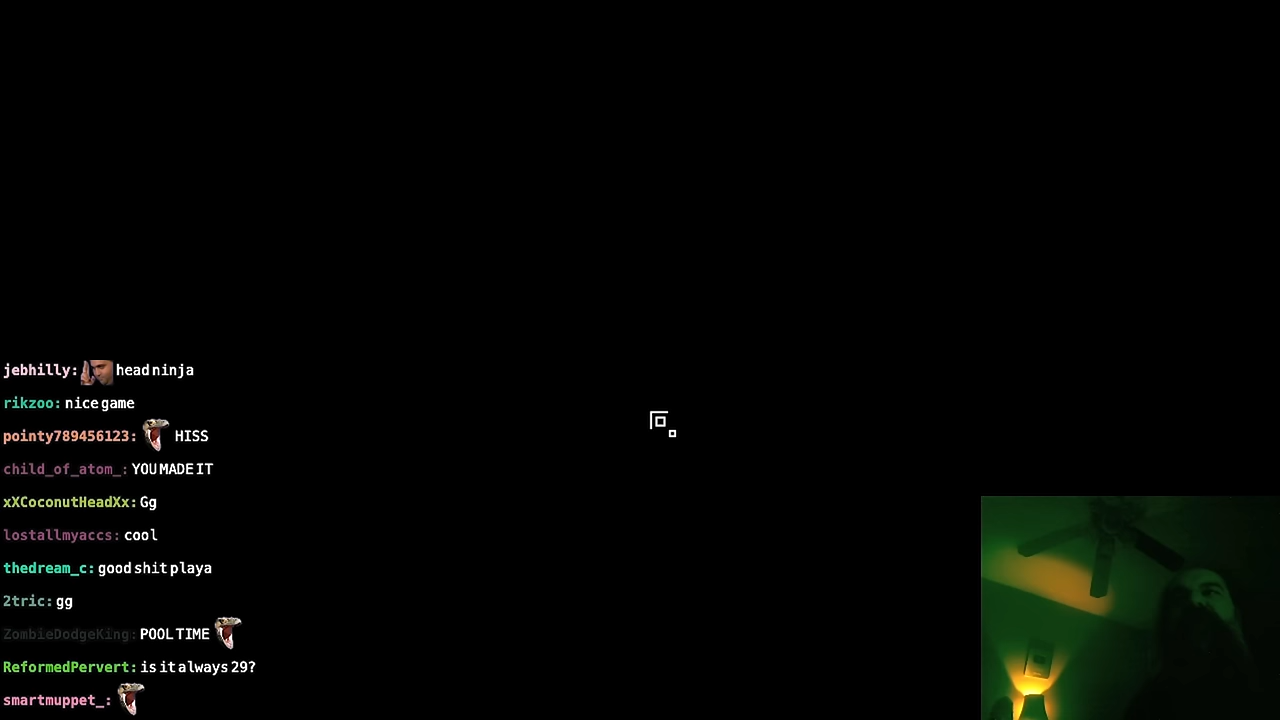 jebhilly: head ninja
rikzoo: nice game
pointy789456123: HISS
child_of_atom_: YOU MADE IT
xXCoconutHeadXx: Gg
lostallmyaccs: cool
thedream_c: good shit playa
2tric: gg
ZombieDodgeKing: POOL TIME
ReformedPervert: is it always 29?
smartmuppet_: